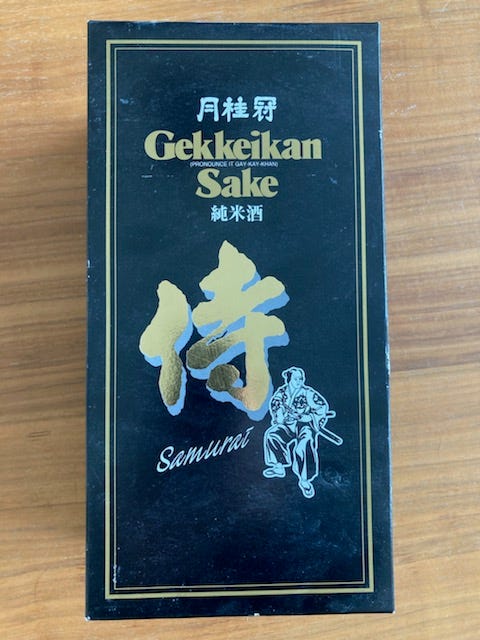 月桂冠
Gekkeikan
(PRONOUNCE IT GAY-KAY-KHAN)
Sake
純米酒
侍
Samurai